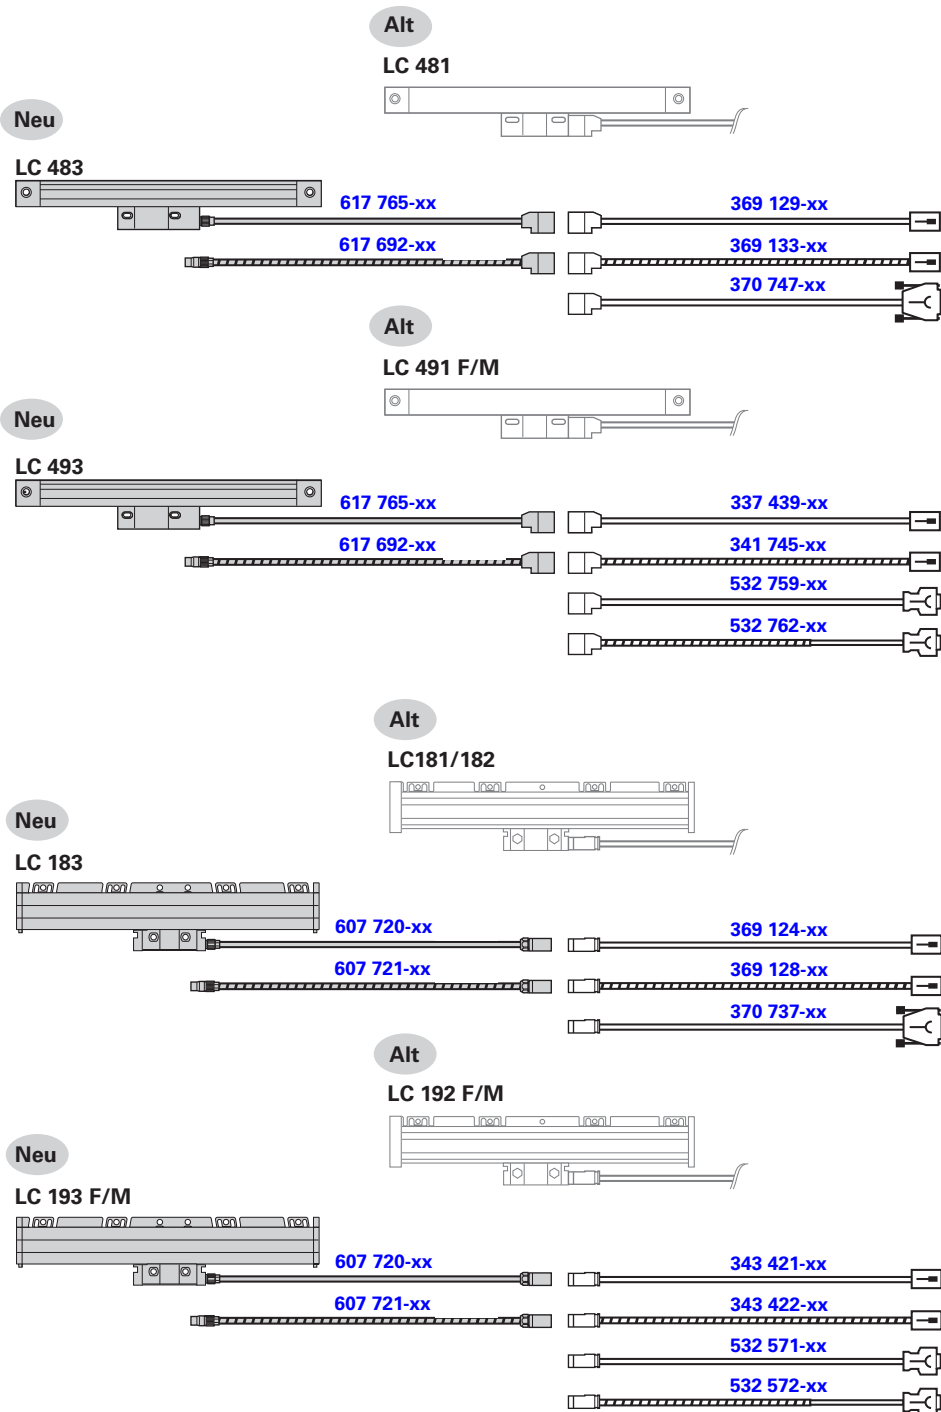 Alt
LC 481
Neu
LC 483
617 765-xx
369 129-xx
617 692-xx
369 133-xx
370 747-xx
Alt
LC 491 F/M
Neu
LC 493
617 765-xx
337 439-xx
617 692-xx
341 745-xx
532 759-xx
532 762-xx
Alt
LC181/182
Neu
LC 183
607 720-xx
369 124-xx
607 721-xx
369 128-xx
370 737-xx
Alt
LC 192 F/M
Neu
LC 193 F/M
607 720-xx
343 421-xx
607 721-xx
343 422-xx
532 571-xx
532 572-xx